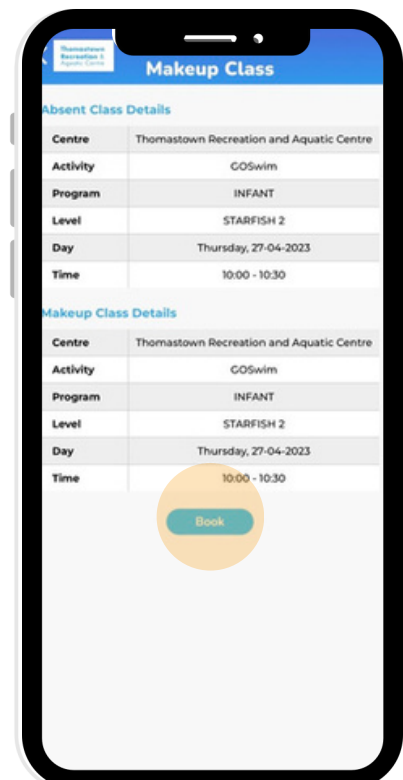 Thomastown
Recreation &
Aquatic Centre
Makeup Class
Absent Class Details
Centre Thomastown Recreation and Aquatic Centre
Activity GOSwim
Program INFANT
Level STARFISH 2
Day Thursday, 27-04-2023
Time 10:00 - 10:30
Makeup Class Details
Centre Thomastown Recreation and Aquatic Centre
Activity GOSwim
Program INFANT
Level STARFISH 2
Day Thursday, 27-04-2023
Time 10:00 - 10:30
Book